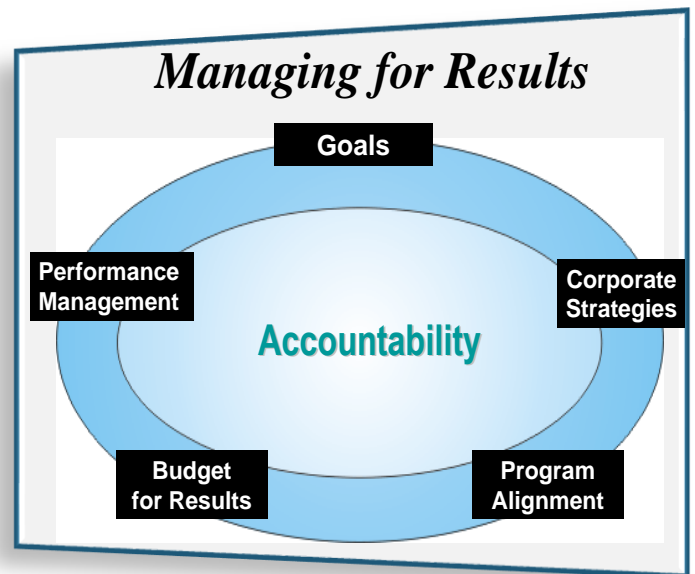 Managing for Results
Goals
Performance
Management
Corporate
Strategies
Accountability
Budget
for Results
Program
Alignment